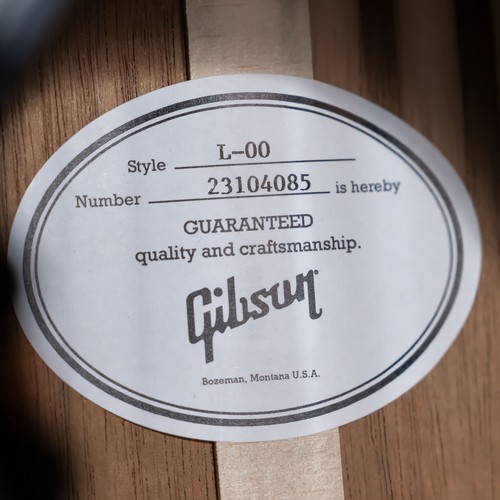 Style L-00
Number 23104085 is hereby
GUARANTEED
quality and craftsmanship.
Gibson
Bozeman, Montana U.S.A.